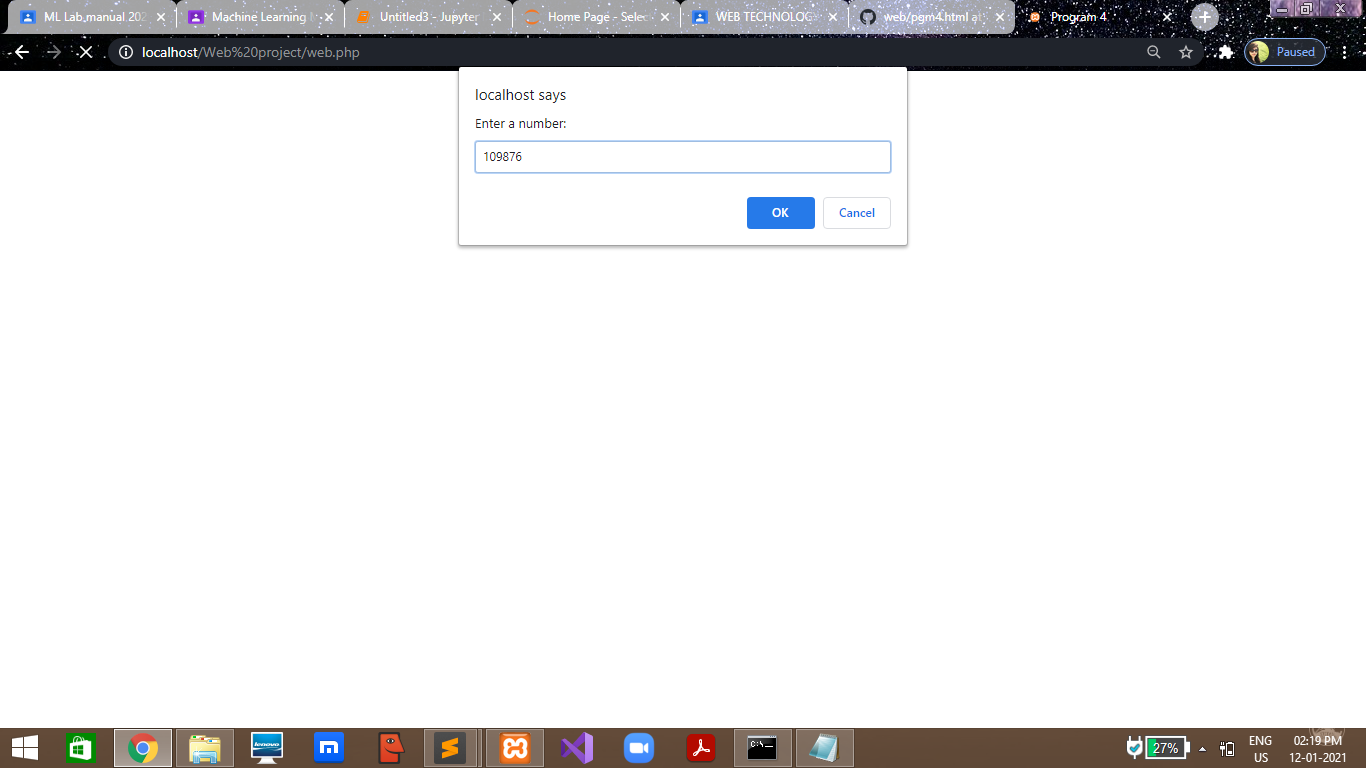 ML Lab manual 202
Machine Learning
Untitled3 - Jupyter
Home Page - Selec
WEB TECHNOLOG
web/pgm4.html at
Program 4
localhost/Web%20project/web.php
Paused
localhost says
Enter a number:
109876
OK
Cancel
lenovo
C:\
27%
ENG
US
02:19 PM
12-01-2021